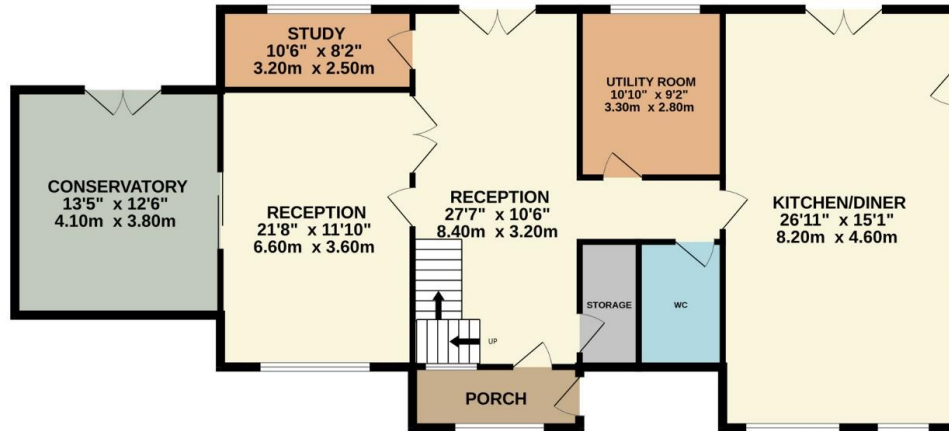 STUDY
10'6" x 8'2"
3.20m x 2.50m
UTILITY ROOM
10'10" x 9'2"
3.30m x 2.80m
CONSERVATORY
13'5" x 12'6"
4.10m x 3.80m
RECEPTION
21'8" x 11'10"
6.60m x 3.60m
RECEPTION
27'7" x 10'6"
8.40m x 3.20m
KITCHEN/DINER
26'11" x 15'1"
8.20m x 4.60m
STORAGE
WC
UP
PORCH